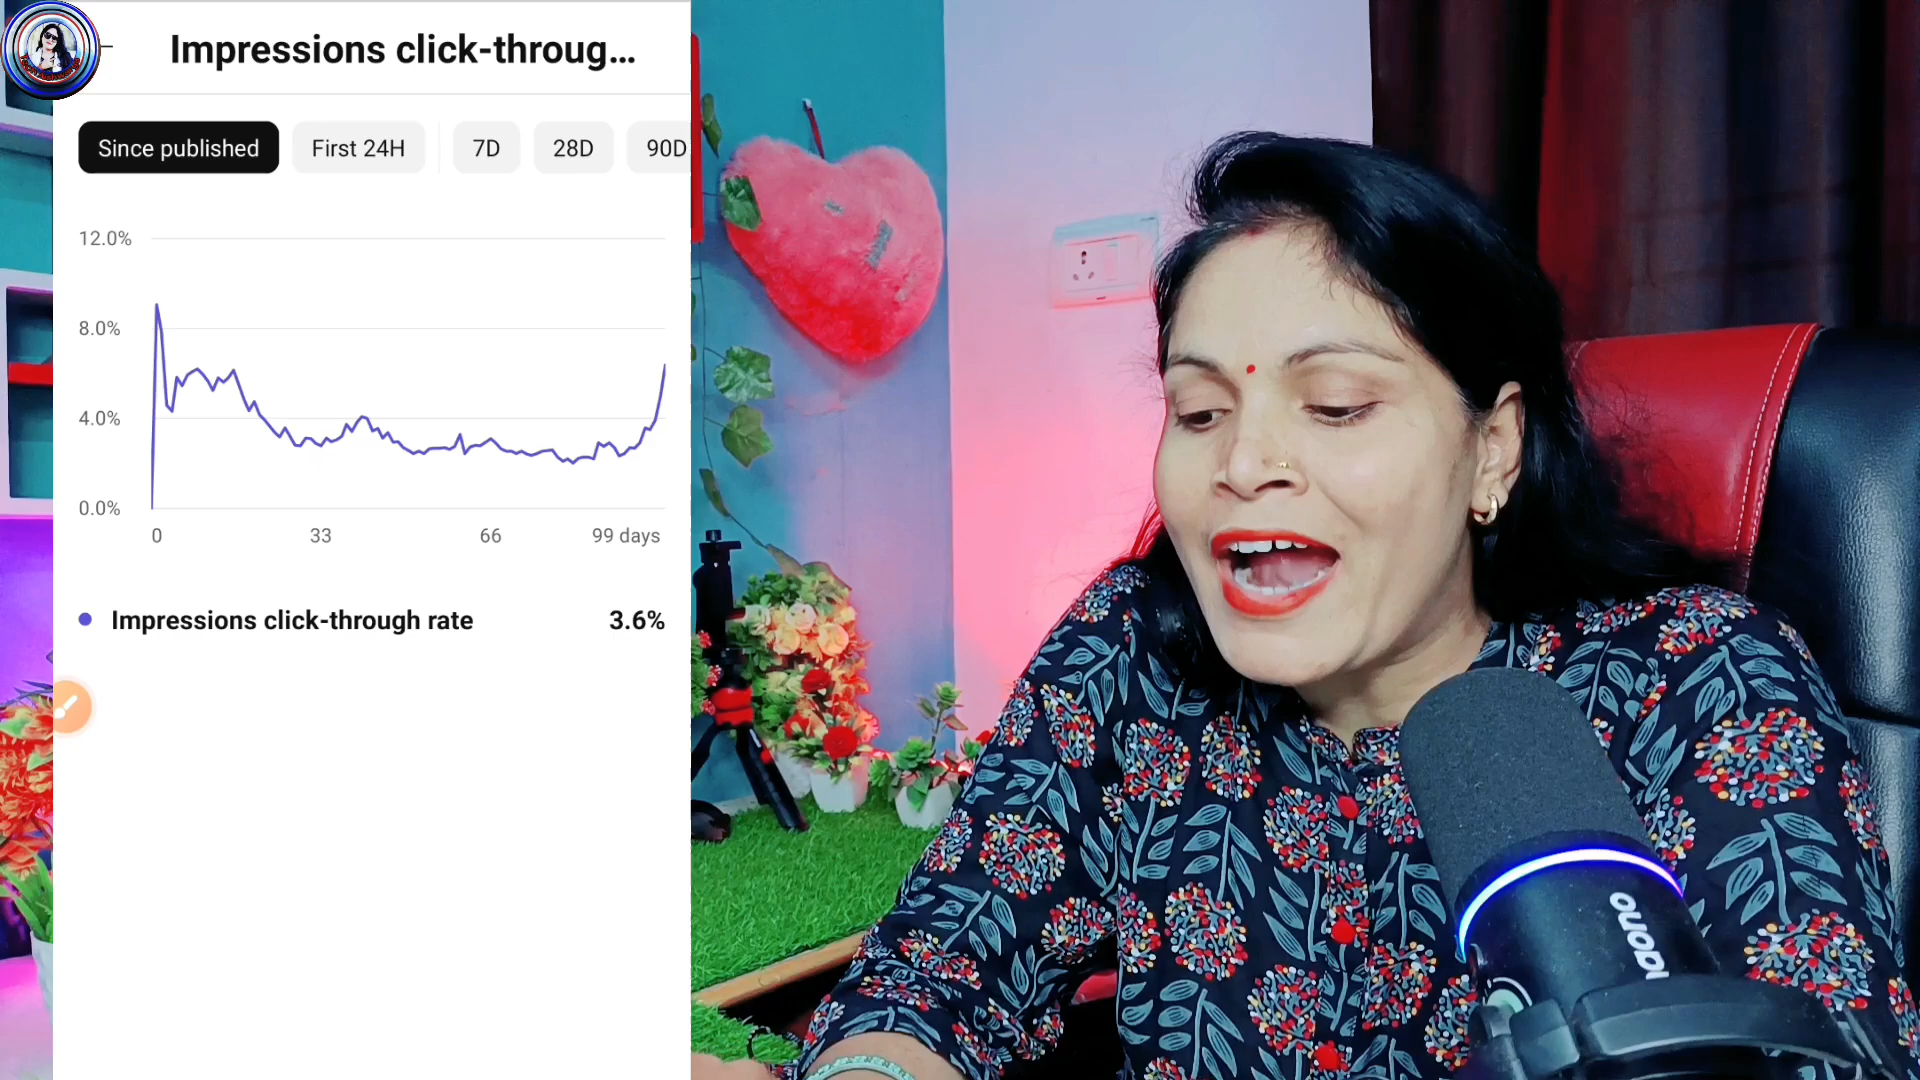 Impressions click-throug...
Since published
First 24H
7D
28D
90D
12.0%
8.0%
4.0%
0.0%
0
33
66
99 days
Impressions click-through rate
3.6%
maono